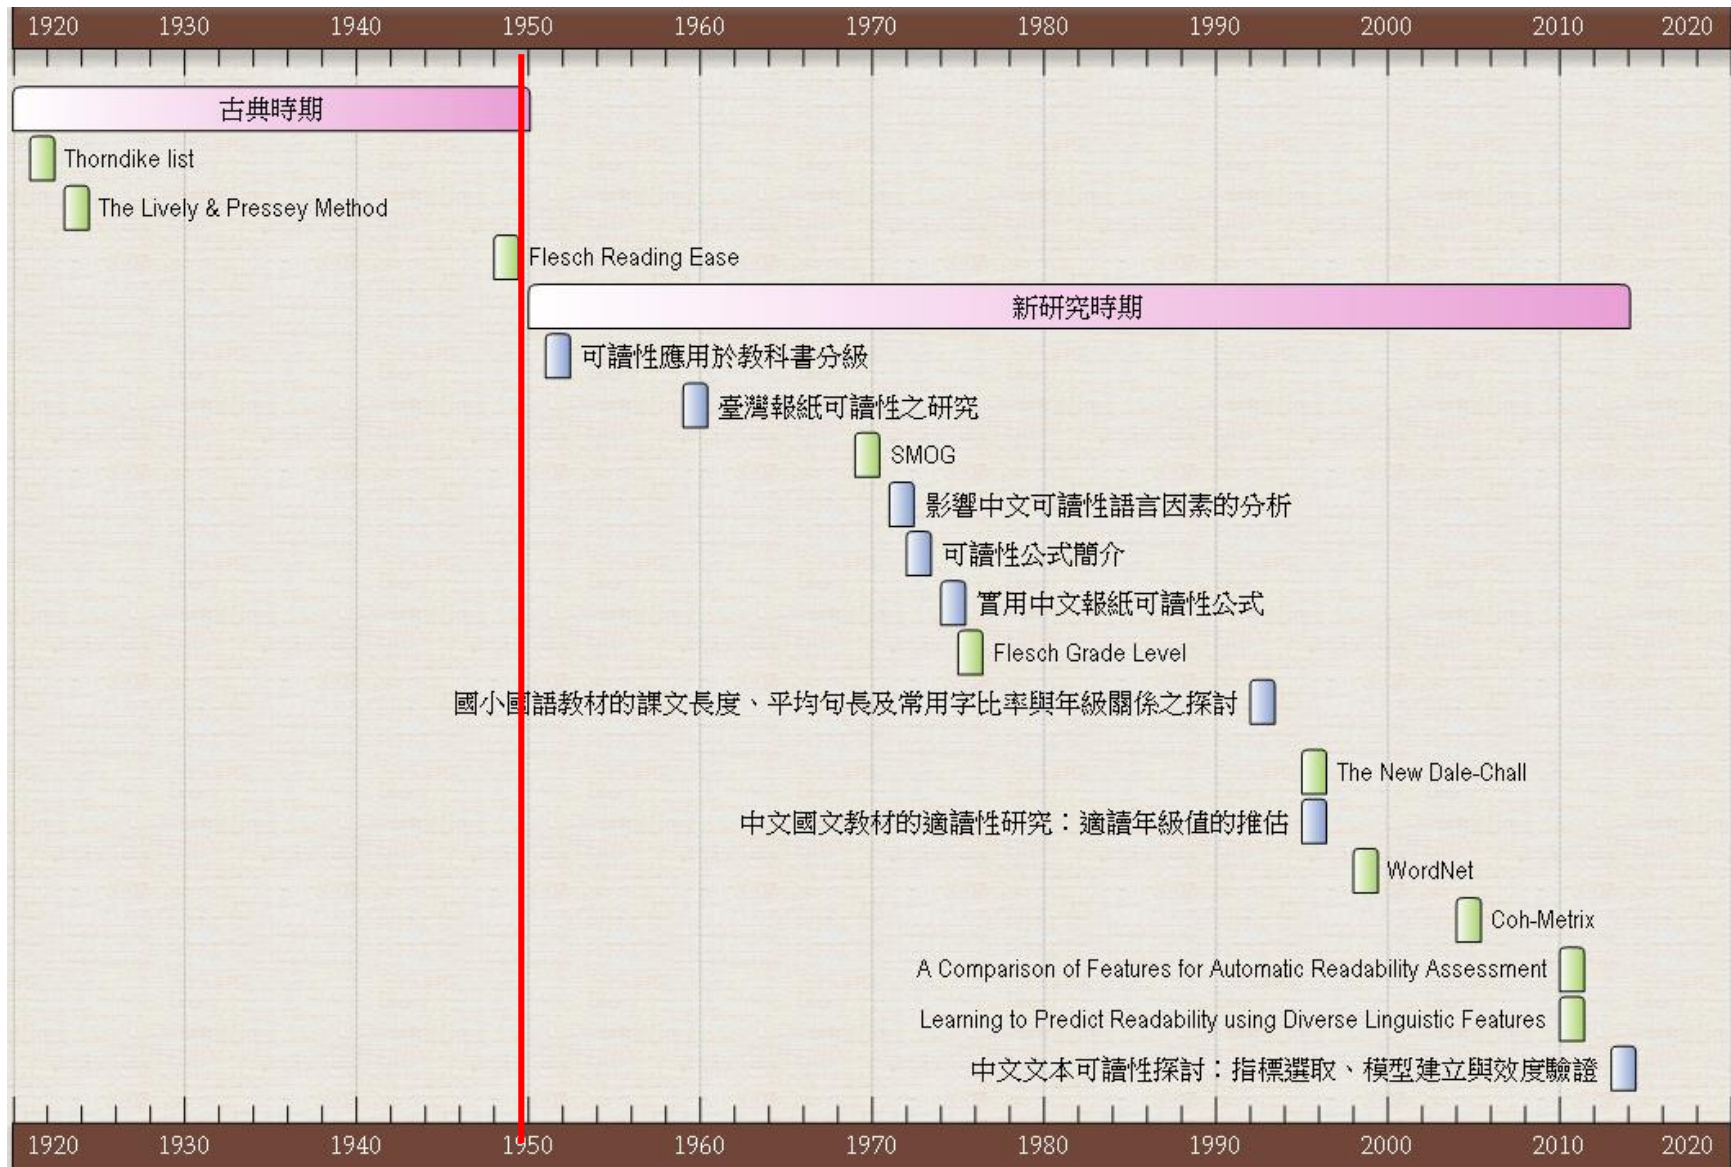 1920 1930 1940 1950 1960 1970 1980 1990 2000 2010 2020
古典時期
Thorndike list
The Lively & Pressey Method
Flesch Reading Ease
新研究時期
可讀性應用於教科書分級
臺灣報紙可讀性之研究
SMOG
影響中文可讀性語言因素的分析
可讀性公式簡介
實用中文報紙可讀性公式
Flesch Grade Level
國小國語教材的課文長度、平均句長及常用字比率與年級關係之探討
The New Dale-Chall
中文國文教材的適讀性研究：適讀年級值的推估
WordNet
Coh-Metrix
A Comparison of Features for Automatic Readability Assessment
Learning to Predict Readability using Diverse Linguistic Features
中文文本可讀性探討：指標選取、模型建立與效度驗證
1920 1930 1940 1950 1960 1970 1980 1990 2000 2010 2020